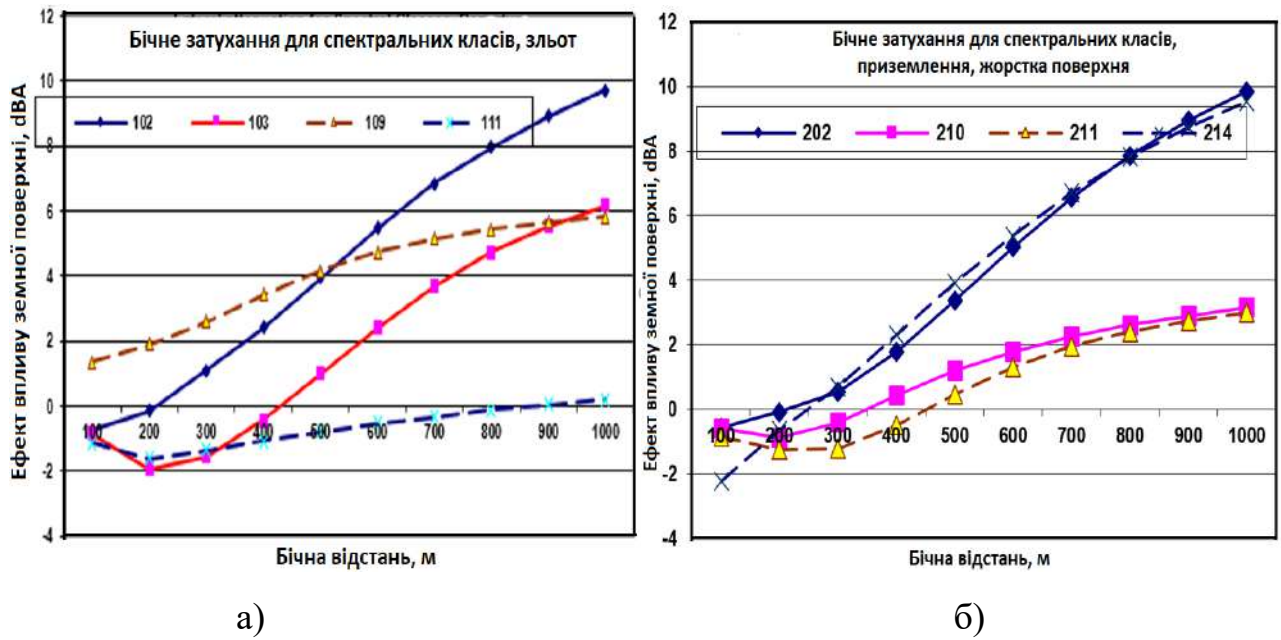 Бічне затухання для спектральних класів, зльот
Ефект впливу земної поверхні, dBA
12
10
8
6
4
2
0
-2
-4
102 103 109 111
100 200 300 400 500 600 700 800 900 1000
Бічна відстань, м
а)
Бічне затухання для спектральних класів,
приземлення, жорстка поверхня
Ефект впливу земної поверхні, dBA
12
10
8
6
4
2
0
-2
-4
202 210 211 214
100 200 300 400 500 600 700 800 900 1000
Бічна відстань, м
б)